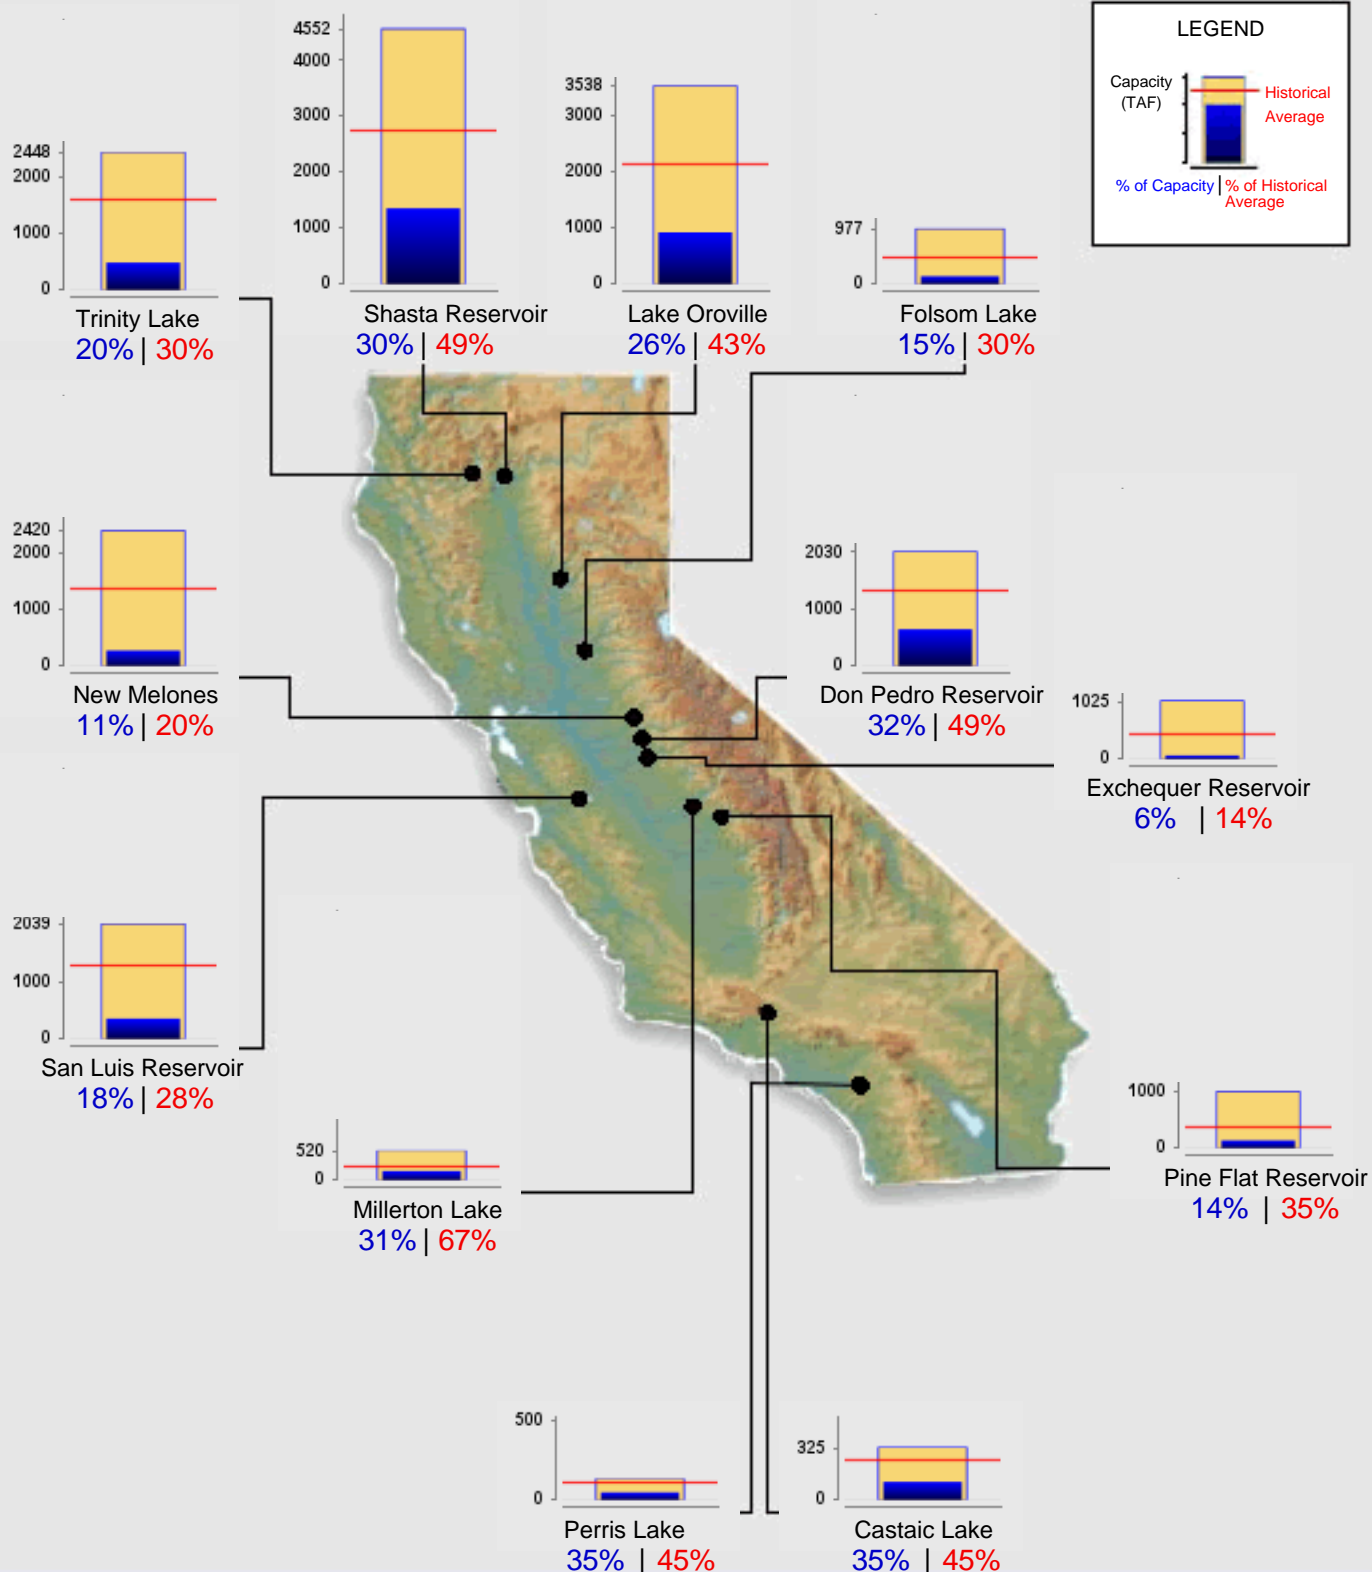 LEGEND
Capacity
(TAF)
Historical
Average
% of Capacity | % of Historical
Average
4552
4000
3000
2000
1000
0
Shasta Reservoir
30% | 49%
3538
3000
2000
1000
0
Lake Oroville
26% | 43%
2448
2000
1000
0
Trinity Lake
20% | 30%
977
0
Folsom Lake
15% | 30%
2420
2000
1000
0
New Melones
11% | 20%
2030
1000
0
Don Pedro Reservoir
32% | 49%
1025
0
Exchequer Reservoir
6% | 14%
2039
1000
0
San Luis Reservoir
18% | 28%
520
0
Millerton Lake
31% | 67%
1000
0
Pine Flat Reservoir
14% | 35%
500
0
Perris Lake
35% | 45%
325
0
Castaic Lake
35% | 45%